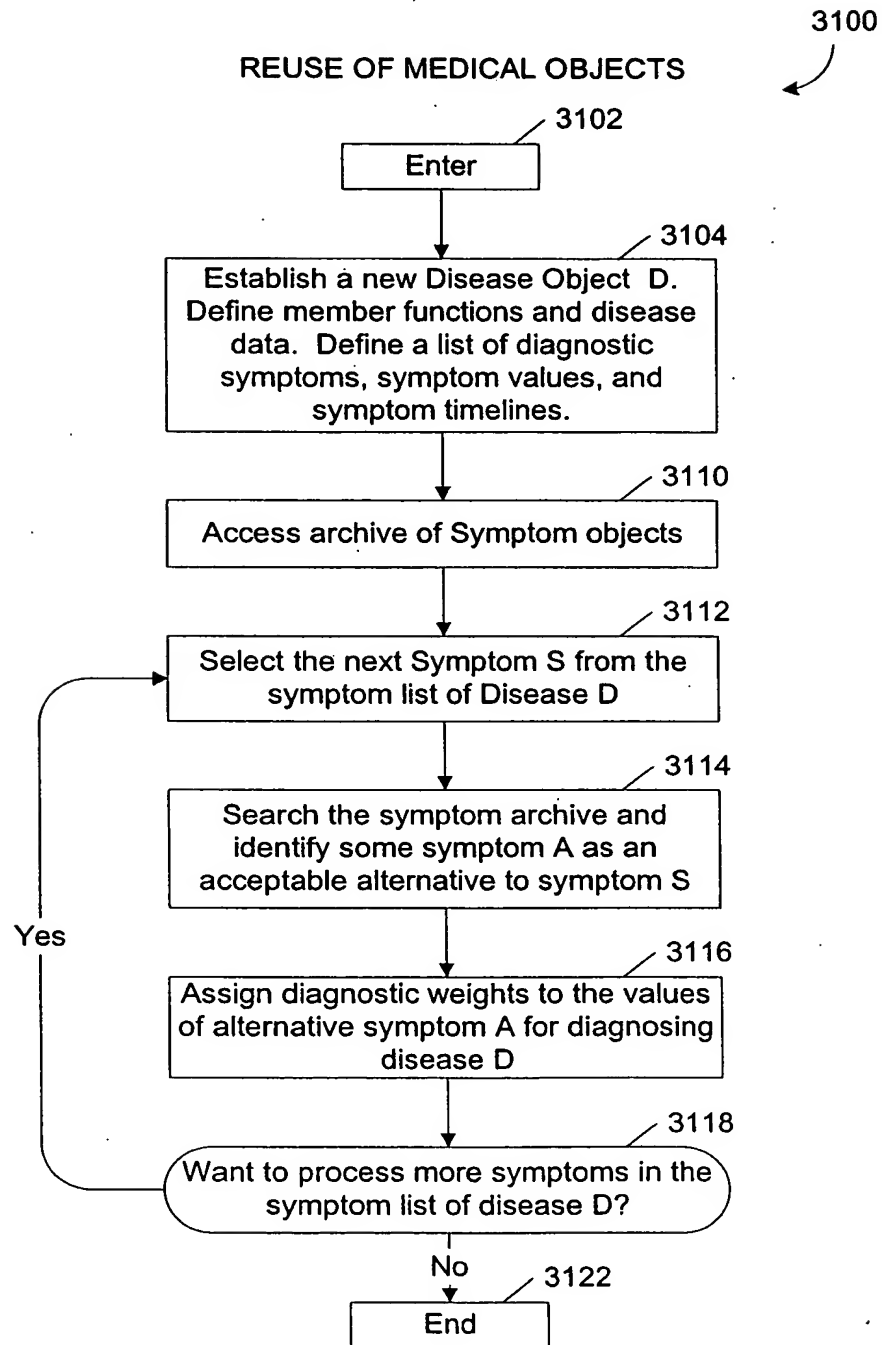 3100
REUSE OF MEDICAL OBJECTS
3102
Enter
3104
Establish a new Disease Object D.
Define member functions and disease
data. Define a list of diagnostic
symptoms, symptom values, and
symptom timelines.
3110
Access archive of Symptom objects
3112
Select the next Symptom S from the
symptom list of Disease D
3114
Search the symptom archive and
identify some symptom A as an
acceptable alternative to symptom S
Yes
3116
Assign diagnostic weights to the values
of alternative symptom A for diagnosing
disease D
3118
Want to process more symptoms in the
symptom list of disease D?
No
3122
End